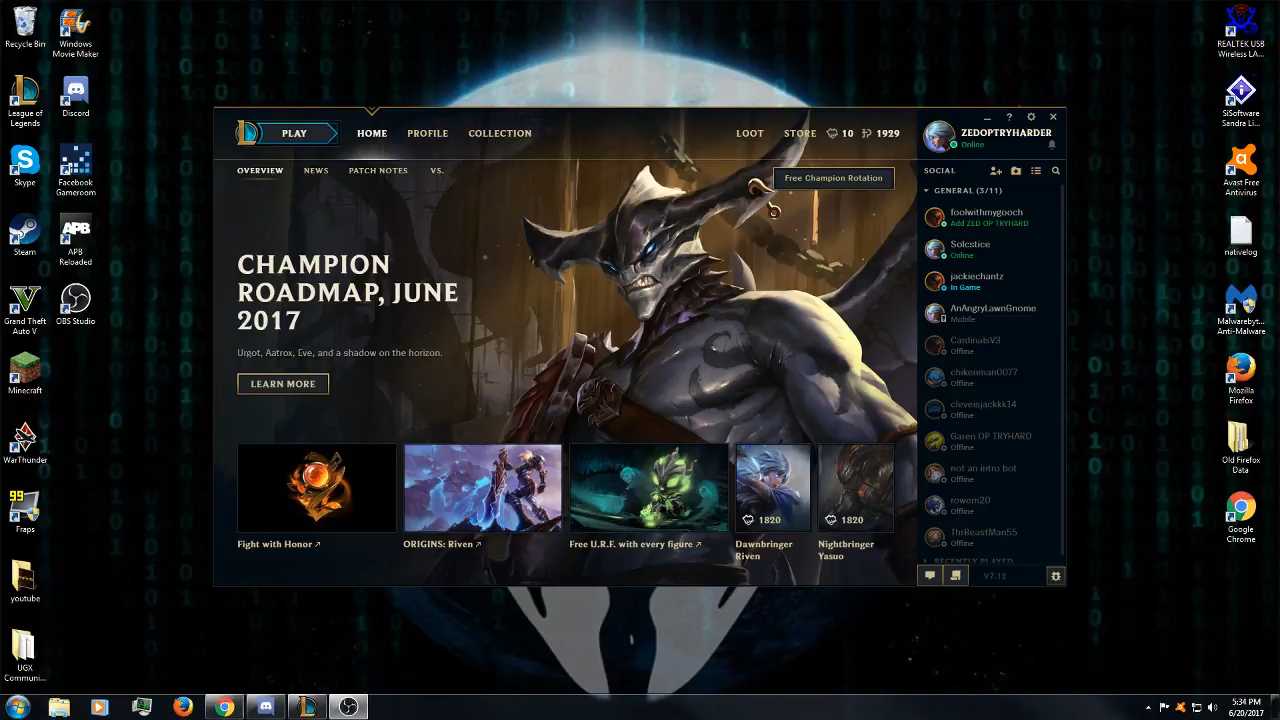 Recycle Bin
Windows
Movie Maker
League of
Legends
Discord
Skype
Facebook
Gameroom
Steam
APB
APB
Reloaded
Grand Theft
Auto V
OBS Studio
Minecraft
WarThunder
99
Fraps
youtube
UGX
Communi...
REALTEK USB
Wireless LA...
SiSoftware
Sandra Li...
Avast Free
Antivirus
nativelog
Malwarebyt...
Anti-Malware
Mozilla
Firefox
Old Firefox
Data
Google
Chrome
PLAY
HOME
PROFILE
COLLECTION
LOOT
STORE
10
1929
?
ZEDOPTRYHARDER
Online
OVERVIEW
NEWS
PATCH NOTES
VS.
Free Champion Rotation
CHAMPION
ROADMAP, JUNE
2017
Urgot, Aatrox, Eve, and a shadow on the horizon.
LEARN MORE
Fight with Honor
ORIGINS: Riven
Free U.R.F. with every figure
1820
Dawnbringer
Riven
1820
Nightbringer
Yasuo
SOCIAL
GENERAL (3/11)
foolwithmygooch
Add ZED OP TRYHARD
Solcstice
Online
jackiechantz
In Game
AnAngryLawnGnome
Mobile
CardinalsV3
Offline
chikenman0077
Offline
cleveisjackkk14
Offline
Garen OP TRYHARD
Offline
not an intro bot
Offline
rowem20
Offline
ThrBeastMan55
Offline
RECENTLY PLAYED
V7.12
5:34 PM
6/20/2017